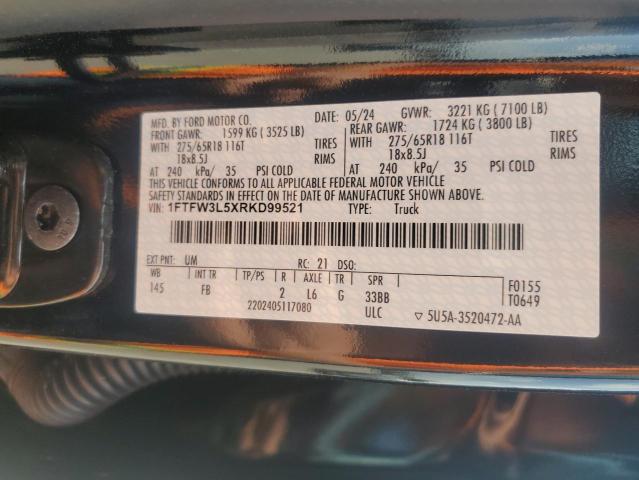 MFD. BY FORD MOTOR CO. DATE: 05/24 GVWR: 3221 KG ( 7100 LB)
FRONT GAWR: 1599 KG ( 3525 LB) REAR GAWR: 1724 KG ( 3800 LB)
WITH 275/65R18 116T TIRES WITH 275/65R18 116T TIRES
18x8.5J RIMS 18x8.5J RIMS
AT 240 kPa/ 35 PSI COLD AT 240 kPa/ 35 PSI COLD
THIS VEHICLE CONFORMS TO ALL APPLICABLE FEDERAL MOTOR VEHICLE
SAFETY STANDARDS IN EFFECT ON THE DATE OF MANUFACTURE SHOWN ABOVE.
VIN: 1FTFW3L5XRKD99521 TYPE: Truck
EXT PNT: UM RC: 21 DSO:
WB INT TR TP/PS R AXLE TR SPR F0155
145 FB 2 L6 G 33BB T0649
2202405117080 ULC ▽ 5U5A-3520472-AA